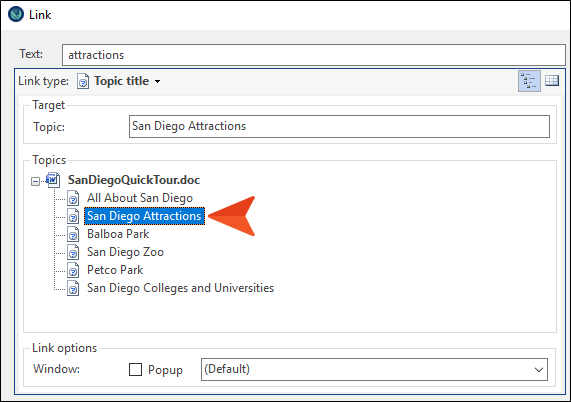 Link
Text: attractions
Link type: Topic title
Target
Topic: San Diego Attractions
Topics
SanDiegoQuickTour.doc
All About San Diego
San Diego Attractions
Balboa Park
San Diego Zoo
Petco Park
San Diego Colleges and Universities
Link options
Window: Popup (Default)